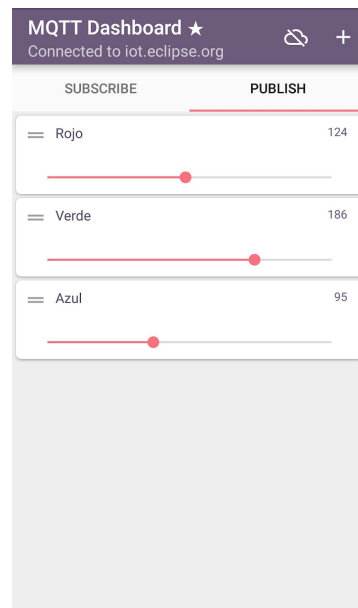 MQTT Dashboard ★
Connected to iot.eclipse.org
SUBSCRIBE PUBLISH
Rojo 124
Verde 186
Azul 95